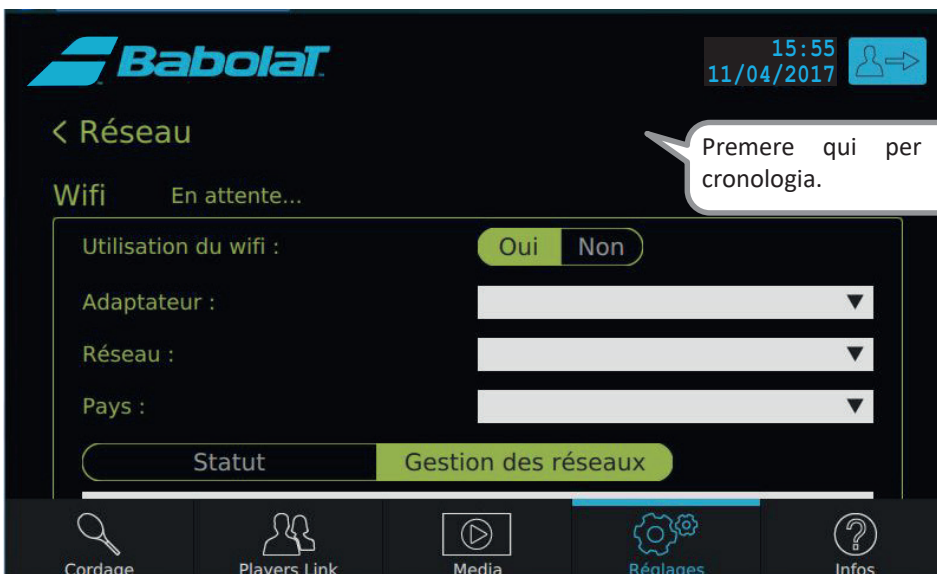 Babolat
15:55
11/04/2017
< Réseau
Premere qui per
cronologia.
Wifi En attente...
Utilisation du wifi : Oui Non
Adaptateur :
Réseau :
Pays :
Statut Gestion des réseaux
Cordage Players Link Media Réglages Infos